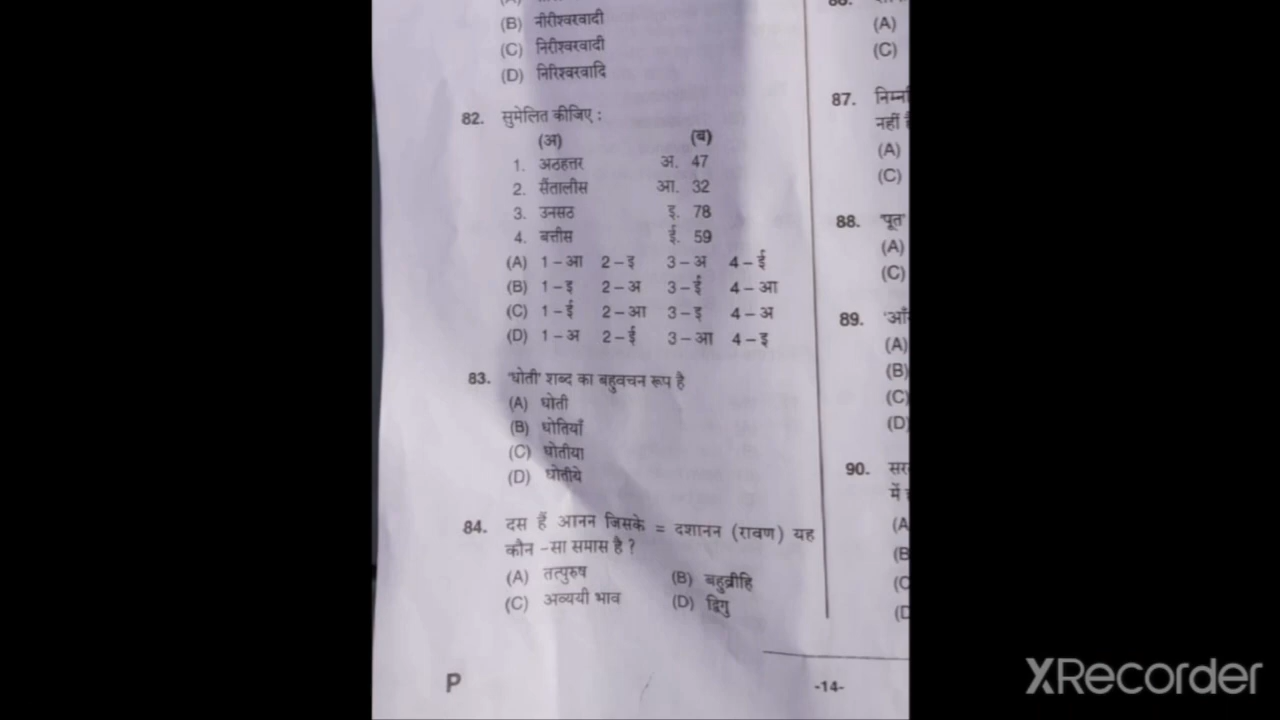 (B) नीरीश्वरवादी
(C) निरीश्वरवादी
(D) निरिश्वरवादि
82. सुमेलित कीजिए :
(अ) (ब)
1. अठहत्तर अ. 47
2. सैंतालीस आ. 32
3. उनसठ इ. 78
4. बत्तीस ई. 59
(A) 1 – आ 2 – इ 3 – अ 4 – ई
(B) 1 – इ 2 – अ 3 – ई 4 – आ
(C) 1 – ई 2 – आ 3 – इ 4 – अ
(D) 1 – अ 2 – ई 3 – आ 4 – इ
83. 'धोती' शब्द का बहुवचन रूप है
(A) धोती
(B) धोतियाँ
(C) धोतीया
(D) धोतीये
84. दस हैं आनन जिसके = दशानन (रावण) यह
कौन -सा समास है ?
(A) तत्पुरुष (B) बहुव्रीहि
(C) अव्ययी भाव (D) द्विगु
P
(A)
(C)
87.
नहीं
(A)
(C)
88. 'पूत'
(A)
(C)
89.
(A)
(B)
(C)
(D)
90.
में
(A
(B
(C
(D
-14-
XRecorder